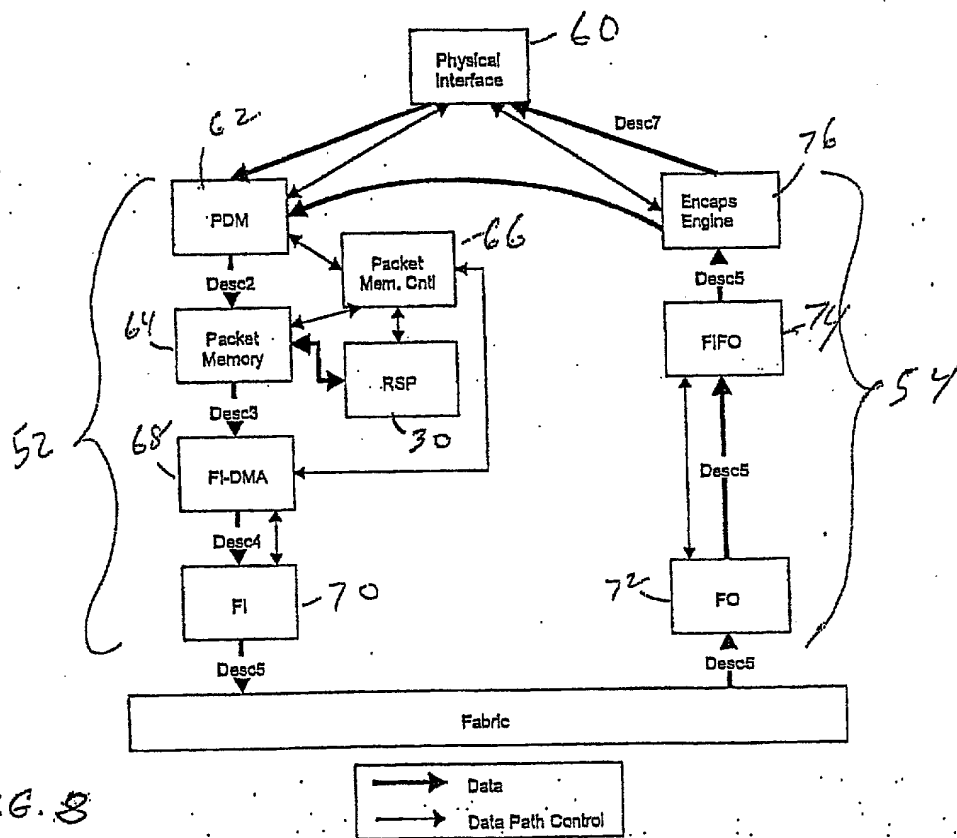 60
Physical
Interface
62
Desc7
76
PDM
Encaps
Engine
66
Packet
Mem. Cntl
Desc2
Desc5
64
Packet
Memory
74
FIFO
RSP
54
Desc3
30
52
68
FI-DMA
Desc5
Desc4
FI
70
72
FO
Desc5
Desc5
Fabric
Data
Data Path Control
G. 8